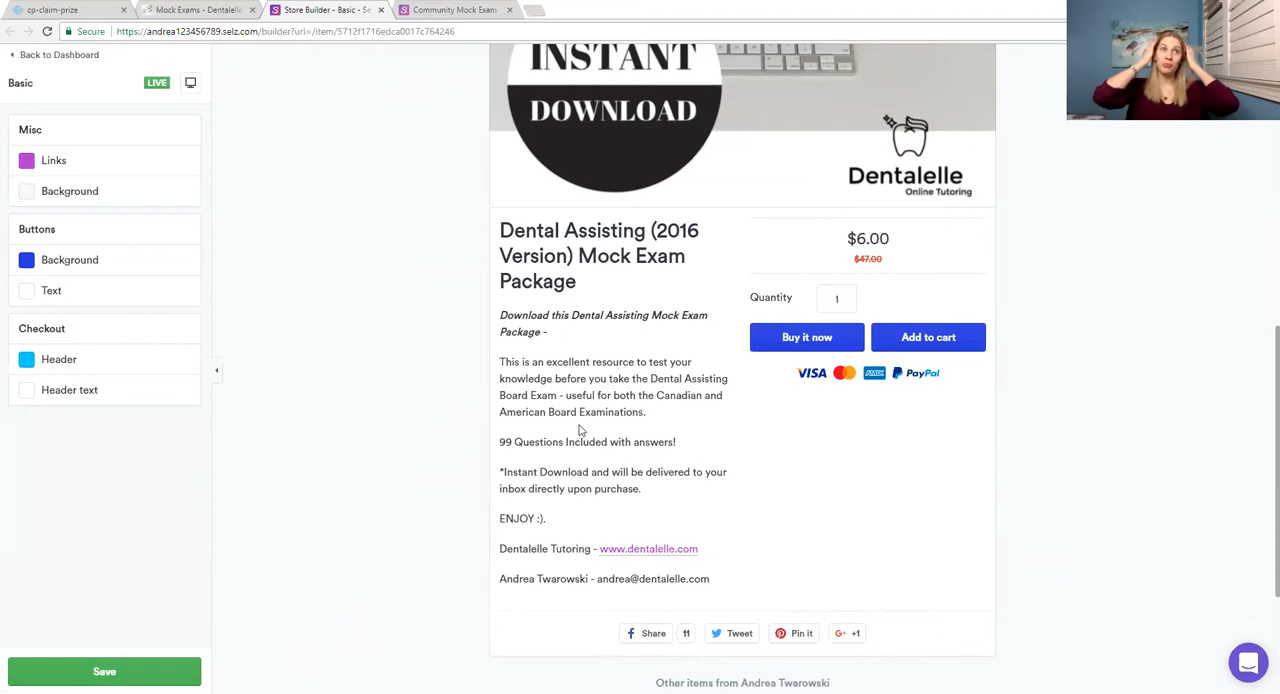 cp-claim-prize
Mock Exams - Dentalelle
Store Builder - Basic - Se
Community Mock Exam
Secure
https://andrea123456789.selz.com/builder?url=/item/5712f1716edca0017c764246
Back to Dashboard
Basic
LIVE
Misc
Links
Background
Buttons
Background
Text
Checkout
Header
Header text
Save
INSTANT
DOWNLOAD
Dentalelle
Online Tutoring
Dental Assisting (2016
Version) Mock Exam
Package
Download this Dental Assisting Mock Exam
Package -
This is an excellent resource to test your
knowledge before you take the Dental Assisting
Board Exam - useful for both the Canadian and
American Board Examinations.
99 Questions Included with answers!
*Instant Download and will be delivered to your
inbox directly upon purchase.
ENJOY :).
Dentalelle Tutoring - www.dentalelle.com
Andrea Twarowski - andrea@dentalelle.com
$6.00
$47.00
Quantity 1
Buy it now Add to cart
VISA AMEX PayPal
Share 11 Tweet Pin it G+ +1
Other items from Andrea Twarowski